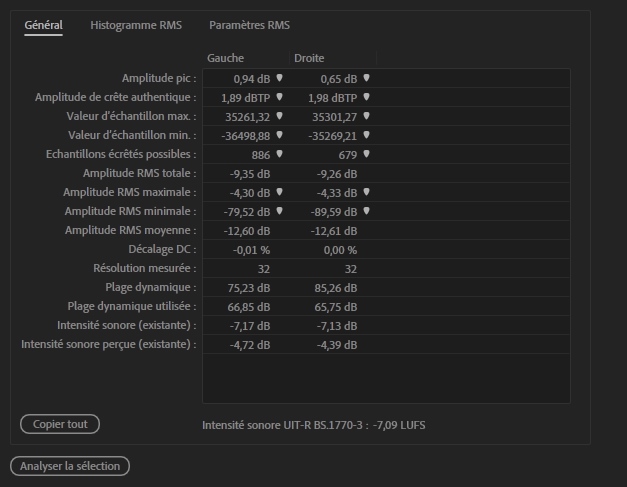 Général Histogramme RMS Paramètres RMS
Gauche Droite
Amplitude pic : 0,94 dB 0,65 dB
Amplitude de crête authentique : 1,89 dBTP 1,98 dBTP
Valeur d'échantillon max. : 35261,32 35301,27
Valeur d'échantillon min. : -36498,88 -35269,21
Echantillons écrêtés possibles : 886 679
Amplitude RMS totale : -9,35 dB -9,26 dB
Amplitude RMS maximale : -4,30 dB -4,33 dB
Amplitude RMS minimale : -79,52 dB -89,59 dB
Amplitude RMS moyenne : -12,60 dB -12,61 dB
Décalage DC : -0,01 % 0,00 %
Résolution mesurée : 32 32
Plage dynamique : 75,23 dB 85,26 dB
Plage dynamique utilisée : 66,85 dB 65,75 dB
Intensité sonore (existante) : -7,17 dB -7,13 dB
Intensité sonore perçue (existante) : -4,72 dB -4,39 dB
Copier tout Intensité sonore UIT-R BS.1770-3 : -7,09 LUFS
Analyser la sélection